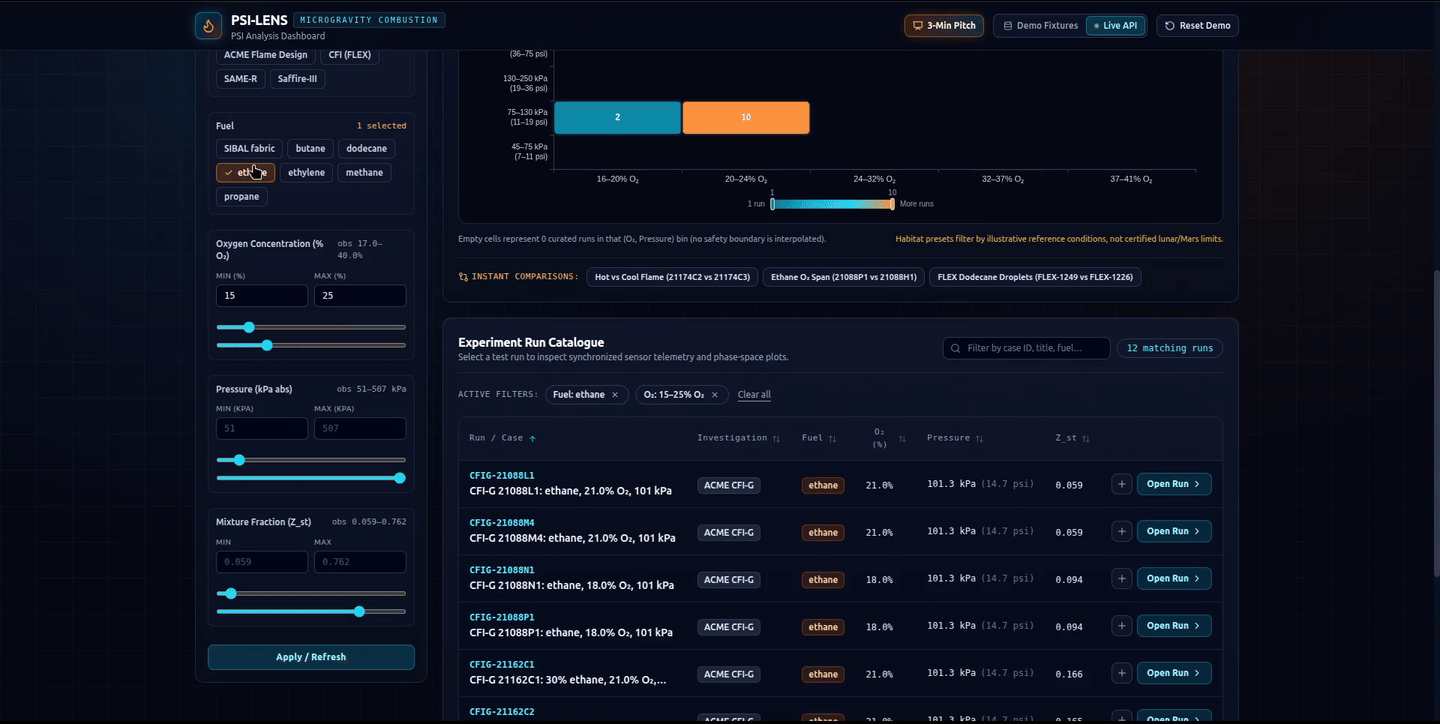 PSI-LENS MICROGRAVITY COMBUSTION
PSI Analysis Dashboard
3-Min Pitch
Demo Fixtures
Live API
Reset Demo
ACME Flame Design
CFI (FLEX)
SAME-R
Saffire-III
Fuel
1 selected
SIBAL fabric
butane
dodecane
ethylene
methane
propane
Oxygen Concentration (%
O₂)
obs 17.0–
40.0%
MIN (%)
MAX (%)
15
25
Pressure (kPa abs)
obs 51–507 kPa
MIN (KPA)
MAX (KPA)
51
507
Mixture Fraction (Z_st)
obs 0.059–0.762
MIN
MAX
0.059
0.762
Apply / Refresh
(36–75 psi)
130–250 kPa
(19–36 psi)
75–130 kPa
(11–19 psi)
2
10
45–75 kPa
(7–11 psi)
16–20% O₂
20–24% O₂
24–32% O₂
32–37% O₂
37–41% O₂
1
10
1 run
More runs
Empty cells represent 0 curated runs in that (O₂, Pressure) bin (no safety boundary is interpolated).
Habitat presets filter by illustrative reference conditions, not certified lunar/Mars limits.
INSTANT COMPARISONS:
Hot vs Cool Flame (21174C2 vs 21174C3)
Ethane O₂ Span (21088P1 vs 21088H1)
FLEX Dodecane Droplets (FLEX-1249 vs FLEX-1226)
Experiment Run Catalogue
Select a test run to inspect synchronized sensor telemetry and phase-space plots.
Filter by case ID, title, fuel...
12 matching runs
ACTIVE FILTERS:
Fuel: ethane ×
O₂: 15–25% O₂ ×
Clear all
Run / Case ↑
Investigation
Fuel
O₂
(%)
Pressure
Z_st
CFIG-21088L1
CFI-G 21088L1: ethane, 21.0% O₂, 101 kPa
ACME CFI-G
ethane
21.0%
101.3 kPa (14.7 psi)
0.059
+
Open Run >
CFIG-21088M4
CFI-G 21088M4: ethane, 21.0% O₂, 101 kPa
ACME CFI-G
ethane
21.0%
101.3 kPa (14.7 psi)
0.059
+
Open Run >
CFIG-21088N1
CFI-G 21088N1: ethane, 18.0% O₂, 101 kPa
ACME CFI-G
ethane
18.0%
101.3 kPa (14.7 psi)
0.094
+
Open Run >
CFIG-21088P1
CFI-G 21088P1: ethane, 18.0% O₂, 101 kPa
ACME CFI-G
ethane
18.0%
101.3 kPa (14.7 psi)
0.094
+
Open Run >
CFIG-21162C1
CFI-G 21162C1: 30% ethane, 21.0% O₂,...
ACME CFI-G
ethane
21.0%
101.3 kPa (14.7 psi)
0.166
+
Open Run >
CFIG-21162C2
ACME CFI-G
ethane
21.0%
101.3 kPa (14.7 psi)
0.165
Open Run >